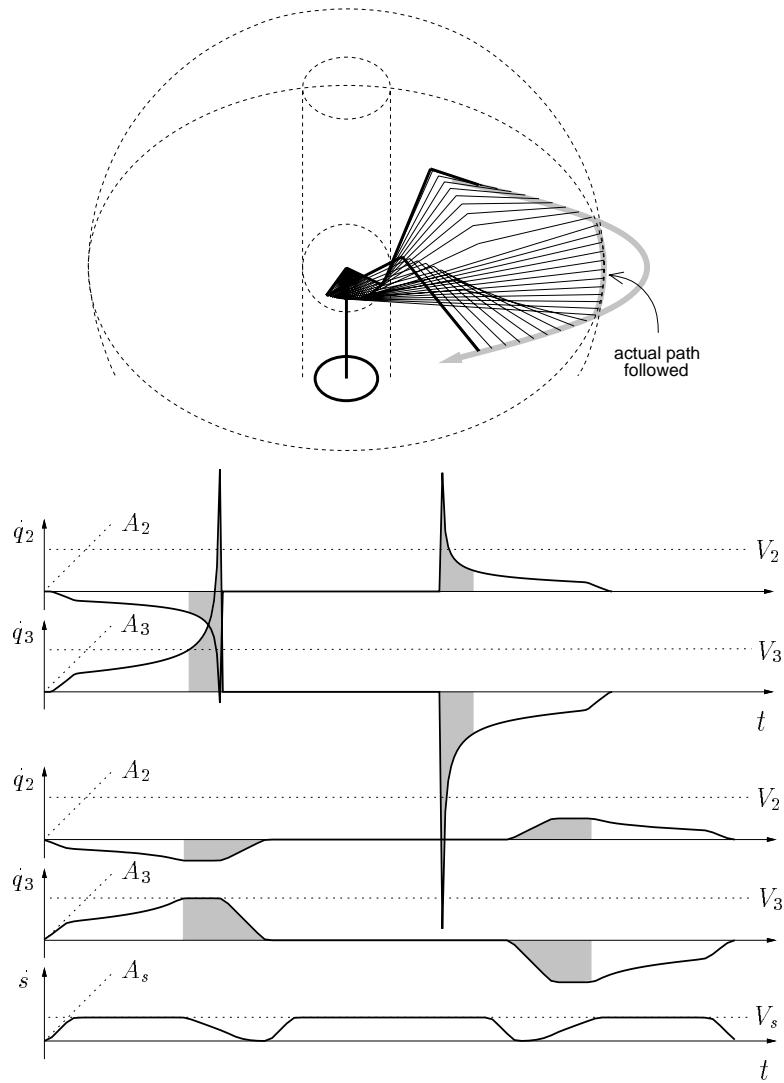 actual path
followed
q̇₂ A₂ V₂
q̇₃ A₃ V₃
t
q̇₂ A₂ V₂
q̇₃ A₃ V₃
ṡ Aₛ Vₛ
t